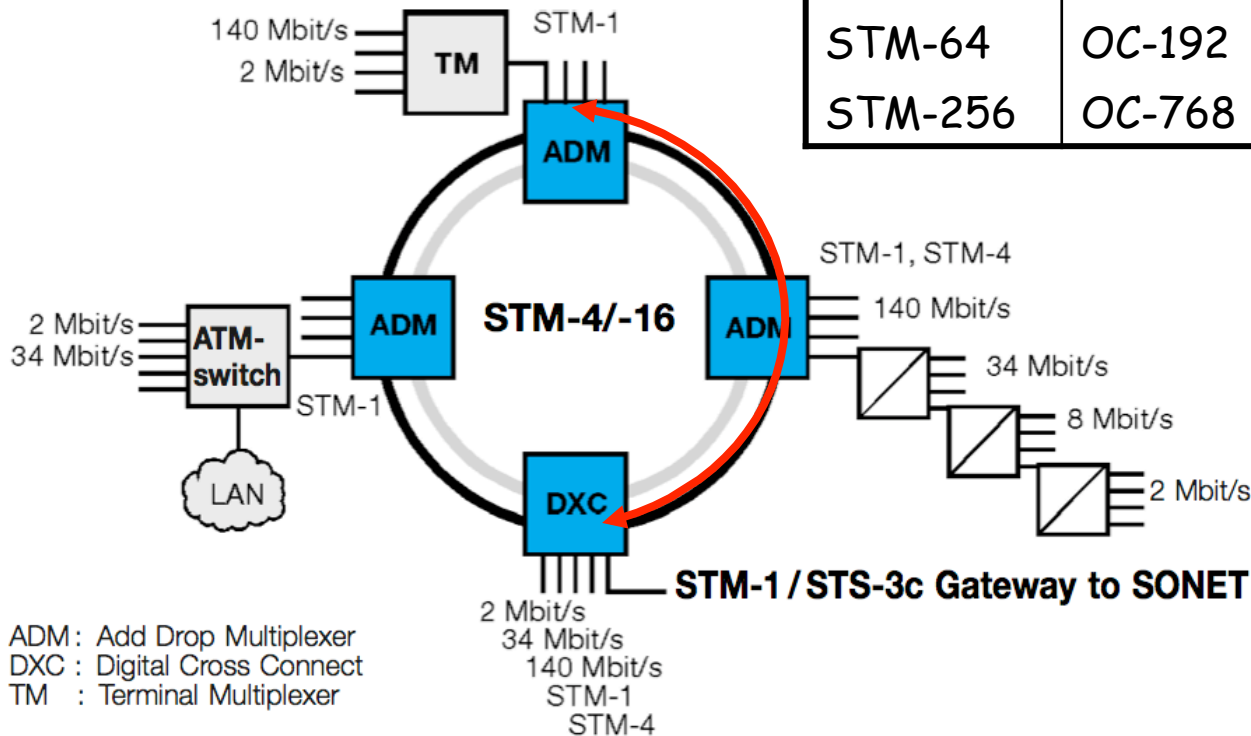 140 Mbit/s
2 Mbit/s
TM
STM-1
STM-64 OC-192
STM-256 OC-768
ADM
STM-1, STM-4
140 Mbit/s
ADM
STM-4/-16
ADM
2 Mbit/s
34 Mbit/s
ATM-
switch
STM-1
LAN
34 Mbit/s
8 Mbit/s
2 Mbit/s
DXC
STM-1 / STS-3c Gateway to SONET
2 Mbit/s
34 Mbit/s
140 Mbit/s
STM-1
STM-4
ADM : Add Drop Multiplexer
DXC : Digital Cross Connect
TM : Terminal Multiplexer